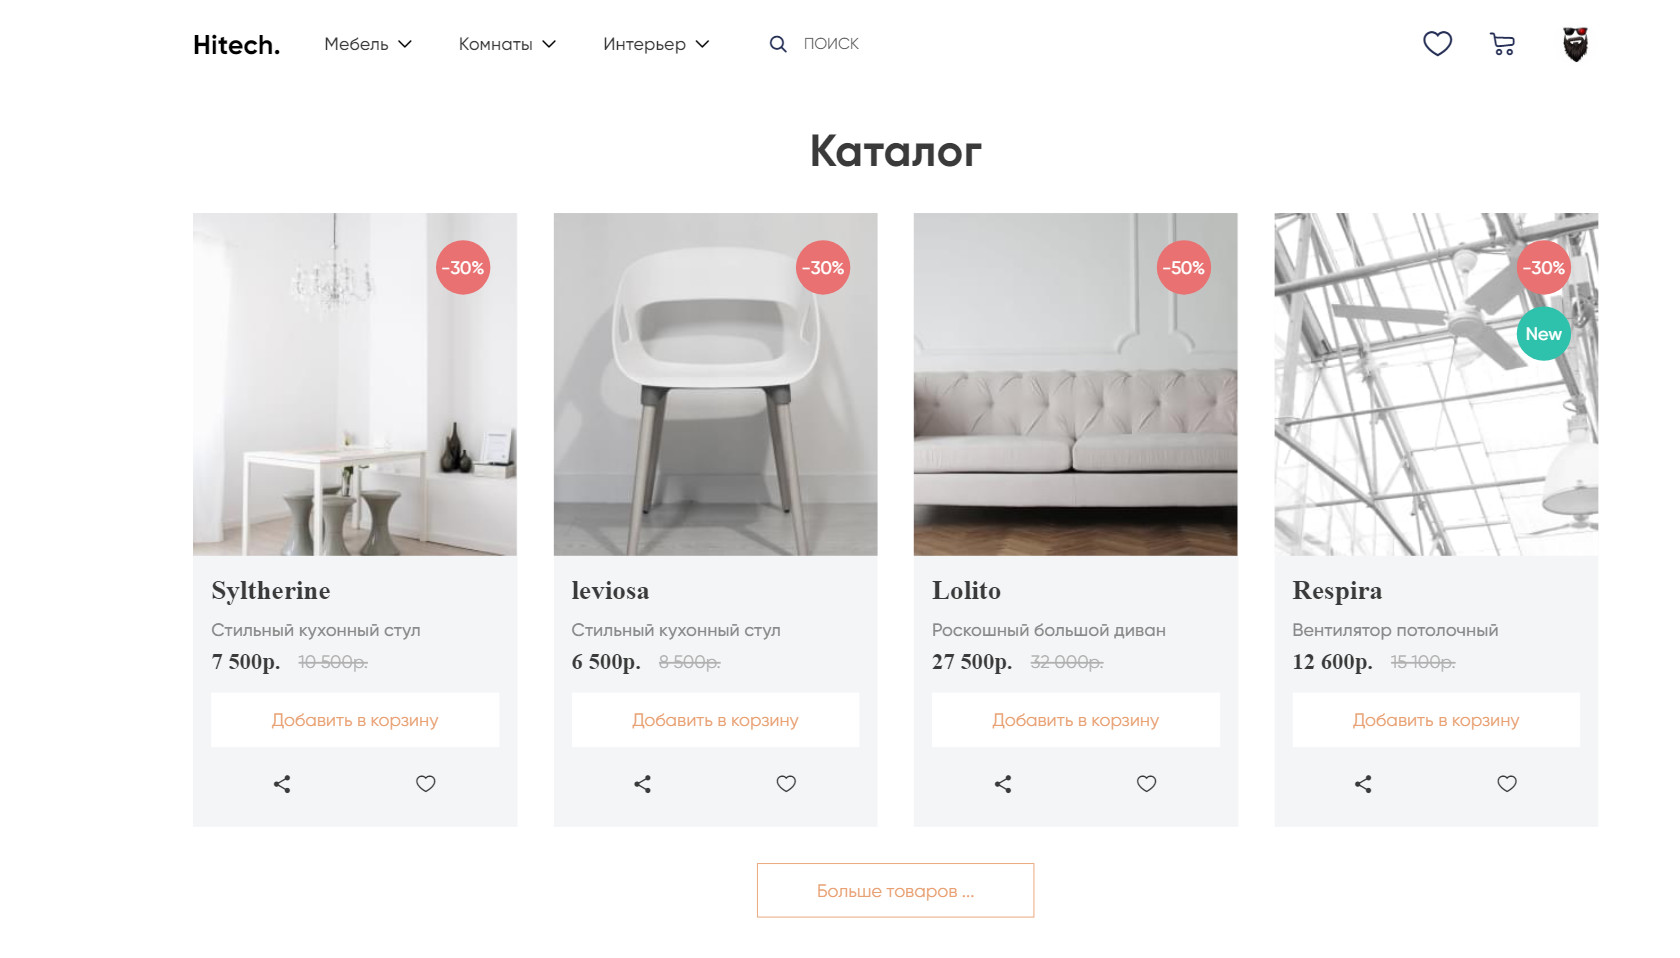 Hitech.
Мебель
Комнаты
Интерьер
ПОИСК
Каталог
-30%
-30%
-50%
-30%
New
Syltherine
Стильный кухонный стул
7 500р. 10 500р.
Добавить в корзину
leviosa
Стильный кухонный стул
6 500р. 8 500р.
Добавить в корзину
Lolito
Роскошный большой диван
27 500р. 32 000р.
Добавить в корзину
Respira
Вентилятор потолочный
12 600р. 15 100р.
Добавить в корзину
Больше товаров ...